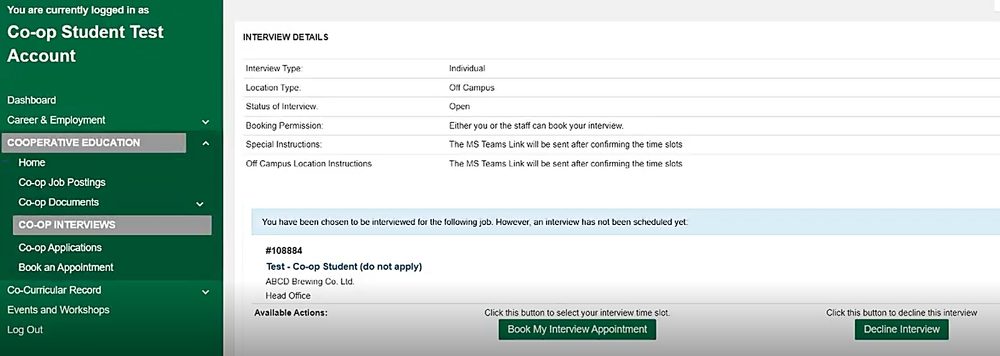 You are currently logged in as
Co-op Student Test
Account
Dashboard
Career & Employment
COOPERATIVE EDUCATION
Home
Co-op Job Postings
Co-op Documents
CO-OP INTERVIEWS
Co-op Applications
Book an Appointment
Co-Curricular Record
Events and Workshops
Log Out
INTERVIEW DETAILS
Interview Type: Individual
Location Type: Off Campus
Status of Interview: Open
Booking Permission: Either you or the staff can book your interview.
Special Instructions: The MS Teams Link will be sent after confirming the time slots
Off Campus Location Instructions The MS Teams Link will be sent after confirming the time slots
You have been chosen to be interviewed for the following job. However, an interview has not been scheduled yet:
#108884
Test - Co-op Student (do not apply)
ABCD Brewing Co. Ltd.
Head Office
Available Actions: Click this button to select your interview time slot. Click this button to decline this interview
Book My Interview Appointment Decline Interview